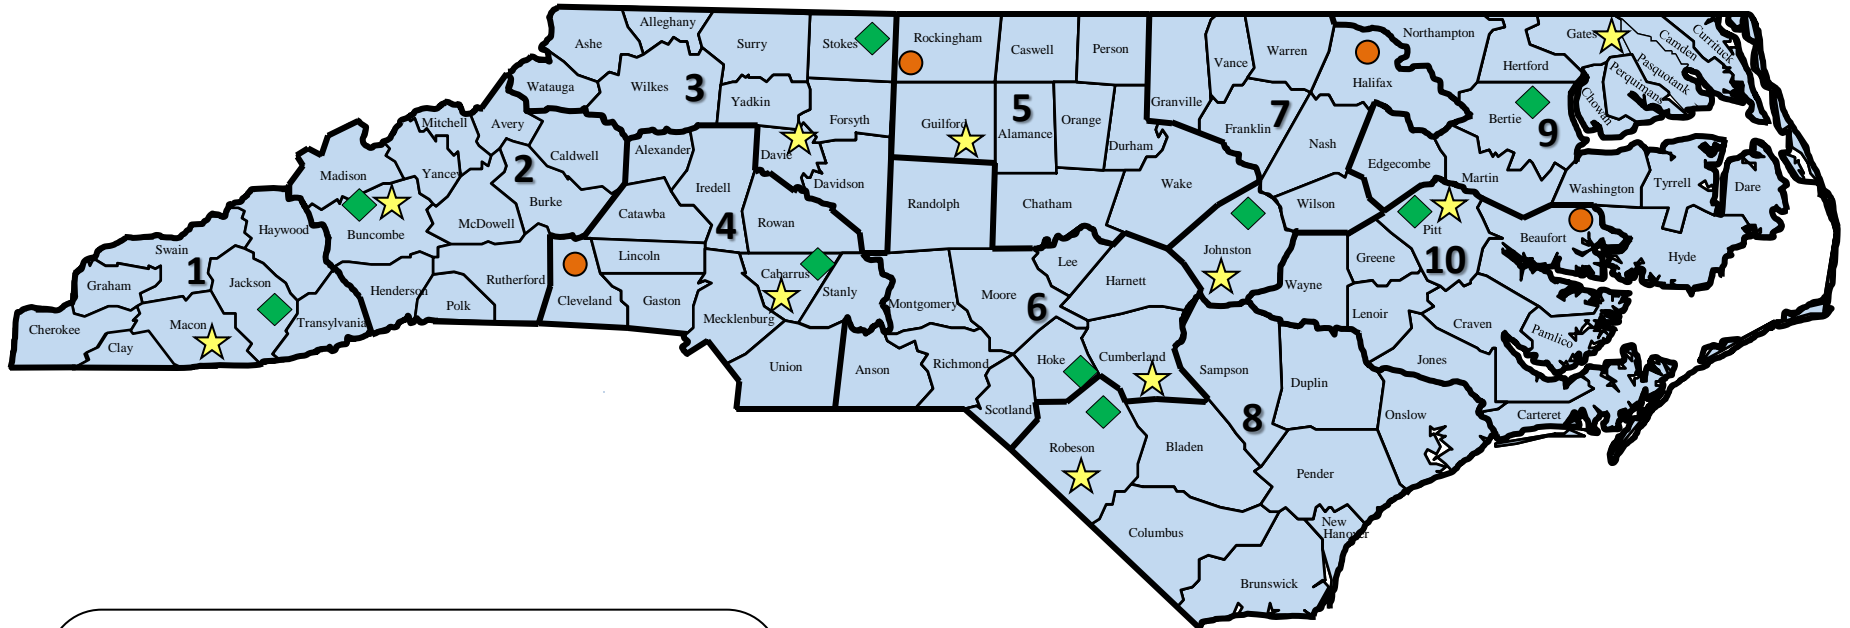 Alleghany
Ashe
Surry
Stokes
Rockingham
Caswell
Person
Vance
Warren
Northampton
Gates
Camden
Currituck
Watauga
Wilkes
3
Yadkin
Forsyth
Guilford
5
Alamance
Orange
Durham
Granville
Franklin
7
Halifax
Hertford
Bertie
9
Chowan
Perquimans
Pasquotank
Mitchell
Avery
Caldwell
Alexander
Davie
Iredell
Davidson
Nash
Edgecombe
Martin
Washington
Tyrrell
Dare
Madison
Yancey
2
Burke
Catawba
4
Rowan
Randolph
Chatham
Wake
Wilson
Pitt
Beaufort
Hyde
Haywood
Buncombe
McDowell
Swain
1
Graham
Jackson
Henderson
Polk
Rutherford
Lincoln
Cleveland
Gaston
Cabarrus
Stanly
Mecklenburg
Montgomery
Moore
Lee
6
Harnett
Johnston
Wayne
Greene
10
Lenoir
Craven
Pamlico
Cherokee
Clay
Macon
Transylvania
Union
Anson
Richmond
Hoke
Cumberland
Scotland
Sampson
Duplin
Jones
Onslow
Carteret
Robeson
Bladen
8
Pender
Columbus
New
Hanover
Brunswick